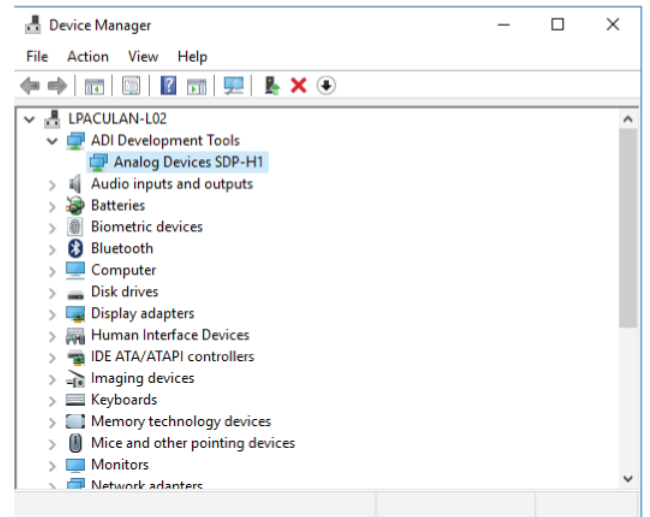 Device Manager
File Action View Help
LPACULAN-L02
ADI Development Tools
Analog Devices SDP-H1
Audio inputs and outputs
Batteries
Biometric devices
Bluetooth
Computer
Disk drives
Display adapters
Human Interface Devices
IDE ATA/ATAPI controllers
Imaging devices
Keyboards
Memory technology devices
Mice and other pointing devices
Monitors
Network adapters